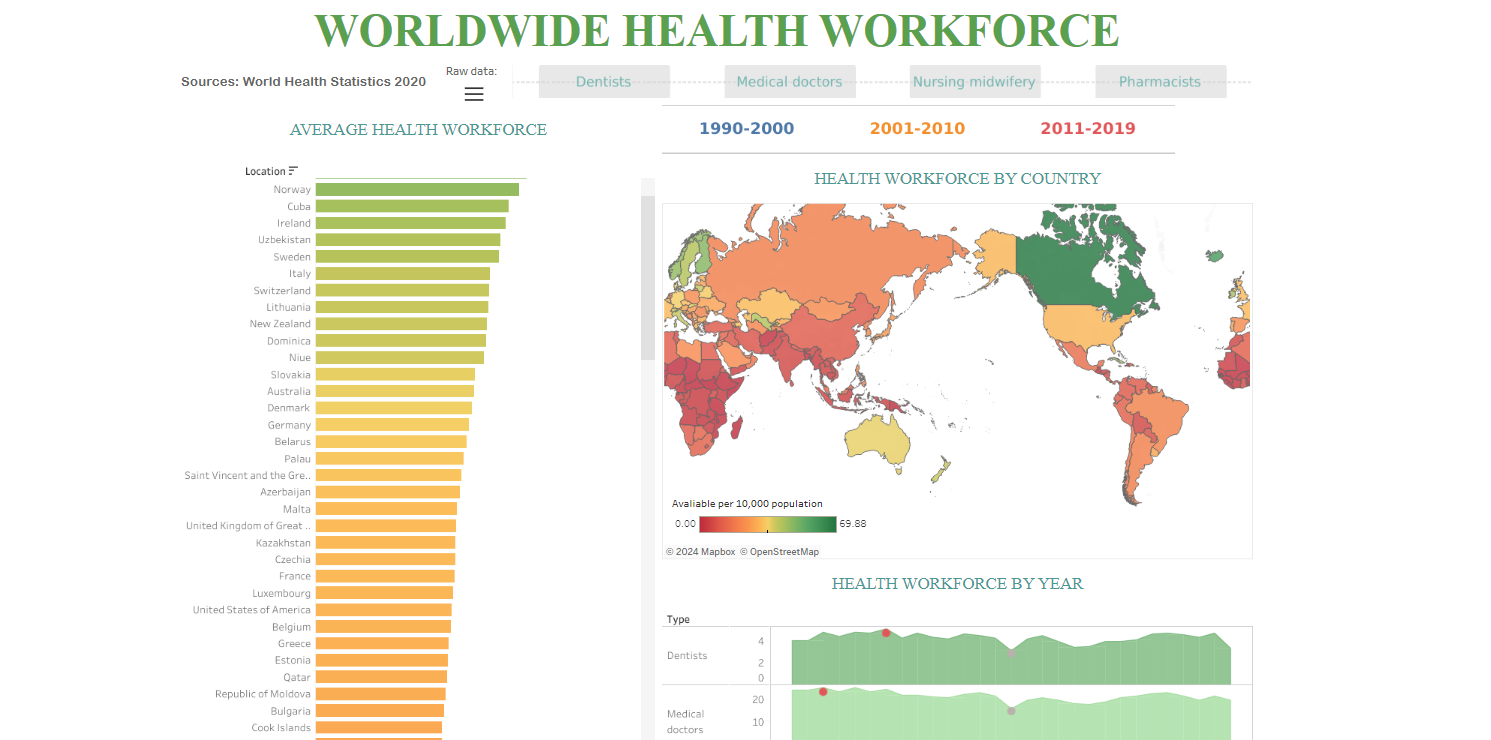 WORLDWIDE HEALTH WORKFORCE
Sources: World Health Statistics 2020
Raw data:
Dentists
Medical doctors
Nursing midwifery
Pharmacists
AVERAGE HEALTH WORKFORCE
1990-2000
2001-2010
2011-2019
Location
Norway
Cuba
Ireland
Uzbekistan
Sweden
Italy
Switzerland
Lithuania
New Zealand
Dominica
Niue
Slovakia
Australia
Denmark
Germany
Belarus
Palau
Saint Vincent and the Gre..
Azerbaijan
Malta
United Kingdom of Great ..
Kazakhstan
Czechia
France
Luxembourg
United States of America
Belgium
Greece
Estonia
Qatar
Republic of Moldova
Bulgaria
Cook Islands
HEALTH WORKFORCE BY COUNTRY
Avaliable per 10,000 population
0.00
69.88
© 2024 Mapbox © OpenStreetMap
HEALTH WORKFORCE BY YEAR
Type
Dentists
4
2
0
Medical
doctors
20
10